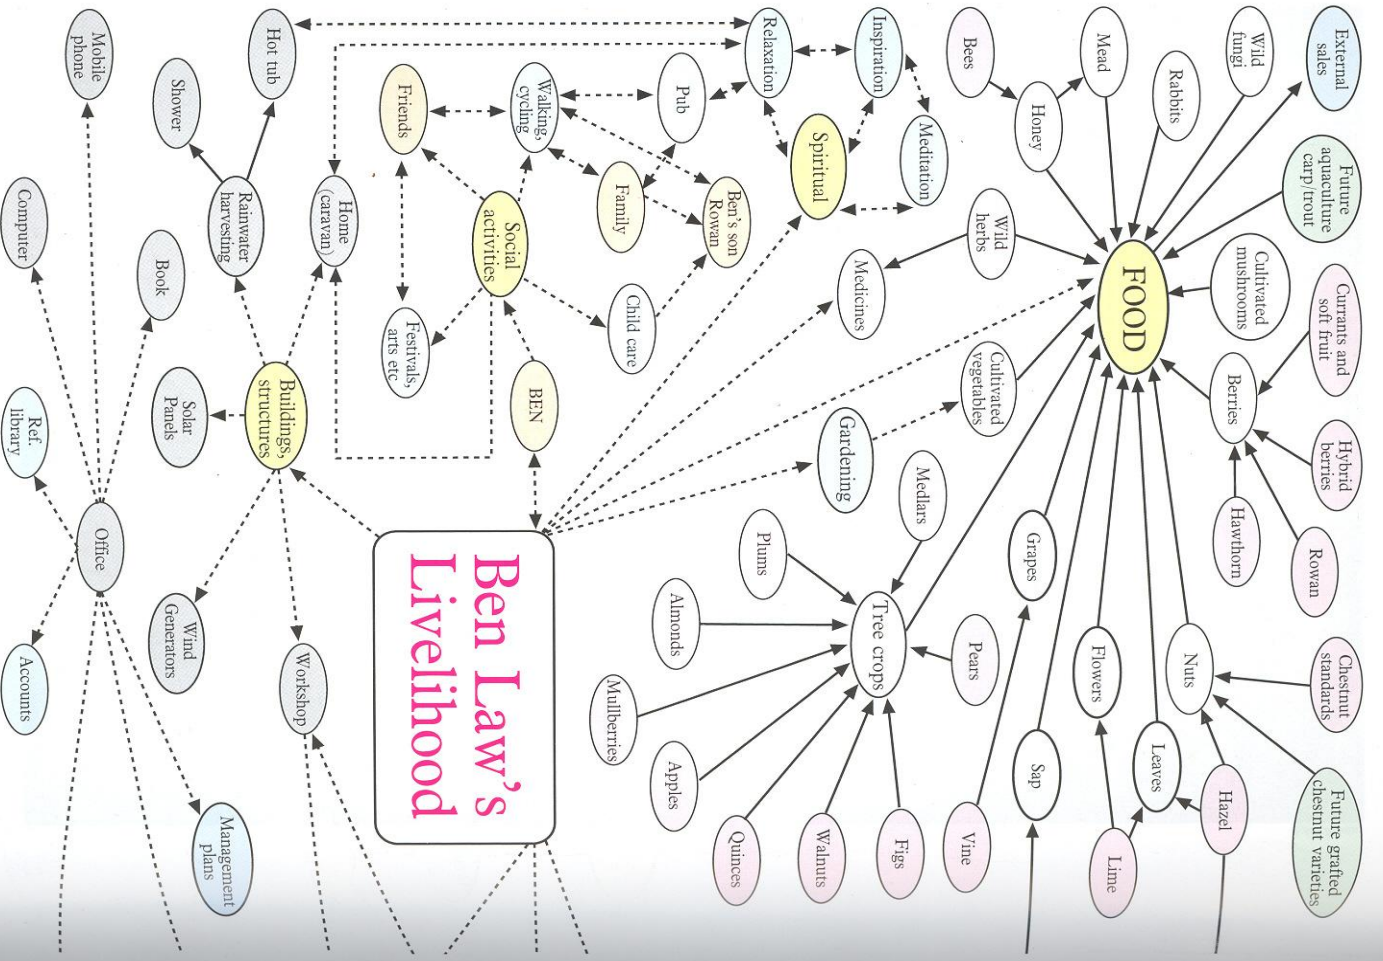 External
sales
Future
aquaculture
carp/trout
Currants and
soft fruit
Hybrid
berries
Rowan
Chestnut
standards
Future grafted
chestnut varieties
Wild
fungi
Cultivated
mushrooms
Berries
Hawthorn
Nuts
Hazel
Rabbits
Mead
Leaves
Lime
FOOD
Flowers
Bees
Honey
Grapes
Sap
Wild
herbs
Cultivated
vegetables
Pears
Vine
Inspiration
Meditation
Medicines
Gardening
Medlars
Tree crops
Figs
Relaxation
Spiritual
Plums
Walnuts
Quinces
Pub
Ben's son
Rowan
Almonds
Apples
Family
Child care
Mullberries
Walking,
cycling
Social
activities
BEN
Ben Law's
Livelihood
Friends
Festivals,
arts etc
Home
(caravan)
Hot tub
Rainwater
harvesting
Buildings,
structures
Workshop
Shower
Book
Solar
Panels
Wind
Generators
Management
plans
Mobile
phone
Office
Computer
Ref.
library
Accounts